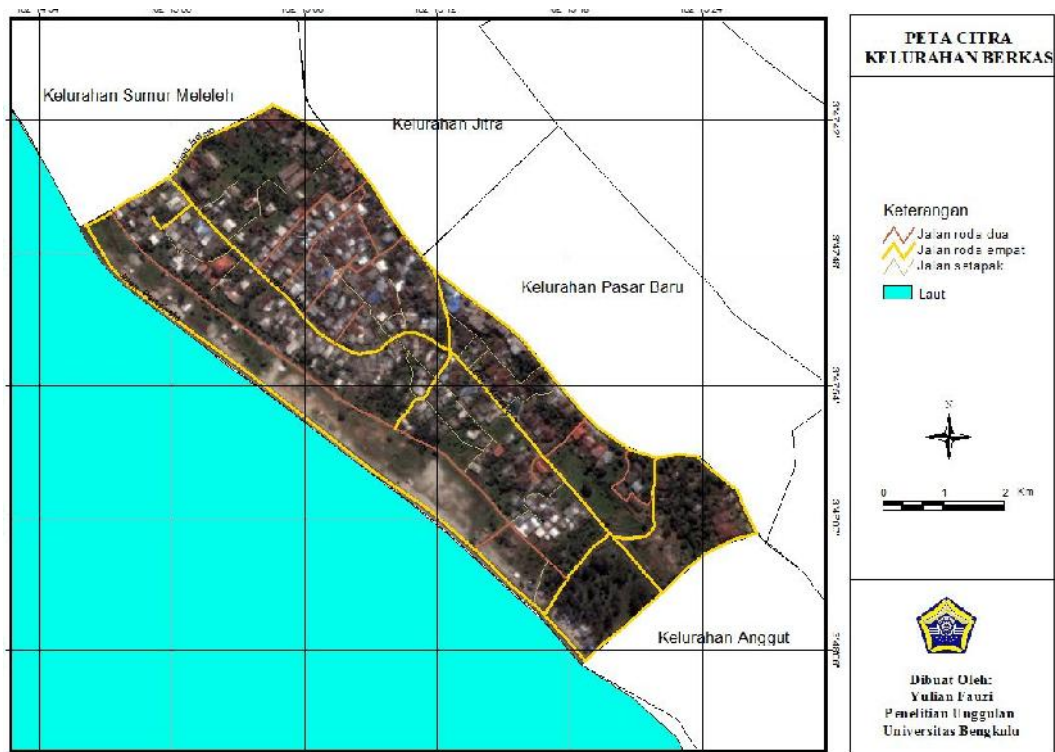 PETA CITRA
KELURAHAN BERKAS
Kelurahan Sumur Meleleh
Kelurahan Jitra
Kelurahan Pasar Baru
Kelurahan Anggut
Keterangan
Jalan roda dua
Jalan roda empat
Jalan setapak
Laut
N
0 1 2 Km
Dibuat Oleh:
Yulian Fauzi
Penelitian Unggulan
Universitas Bengkulu